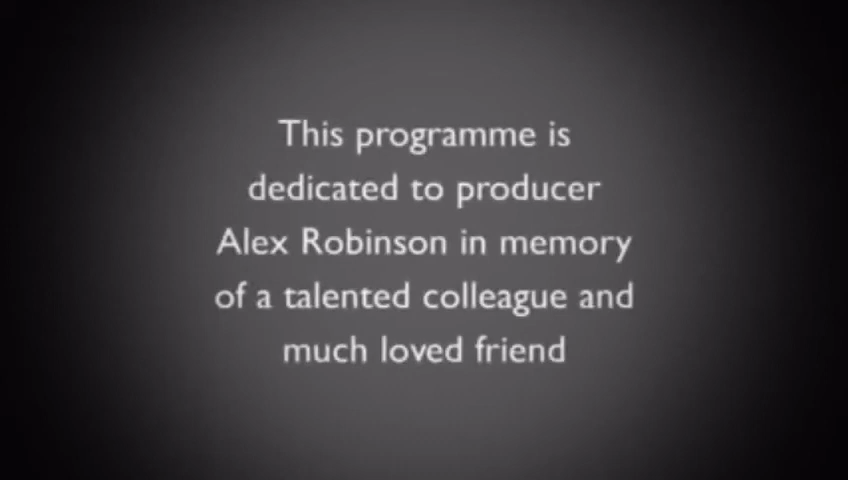 This programme is
dedicated to producer
Alex Robinson in memory
of a talented colleague and
much loved friend